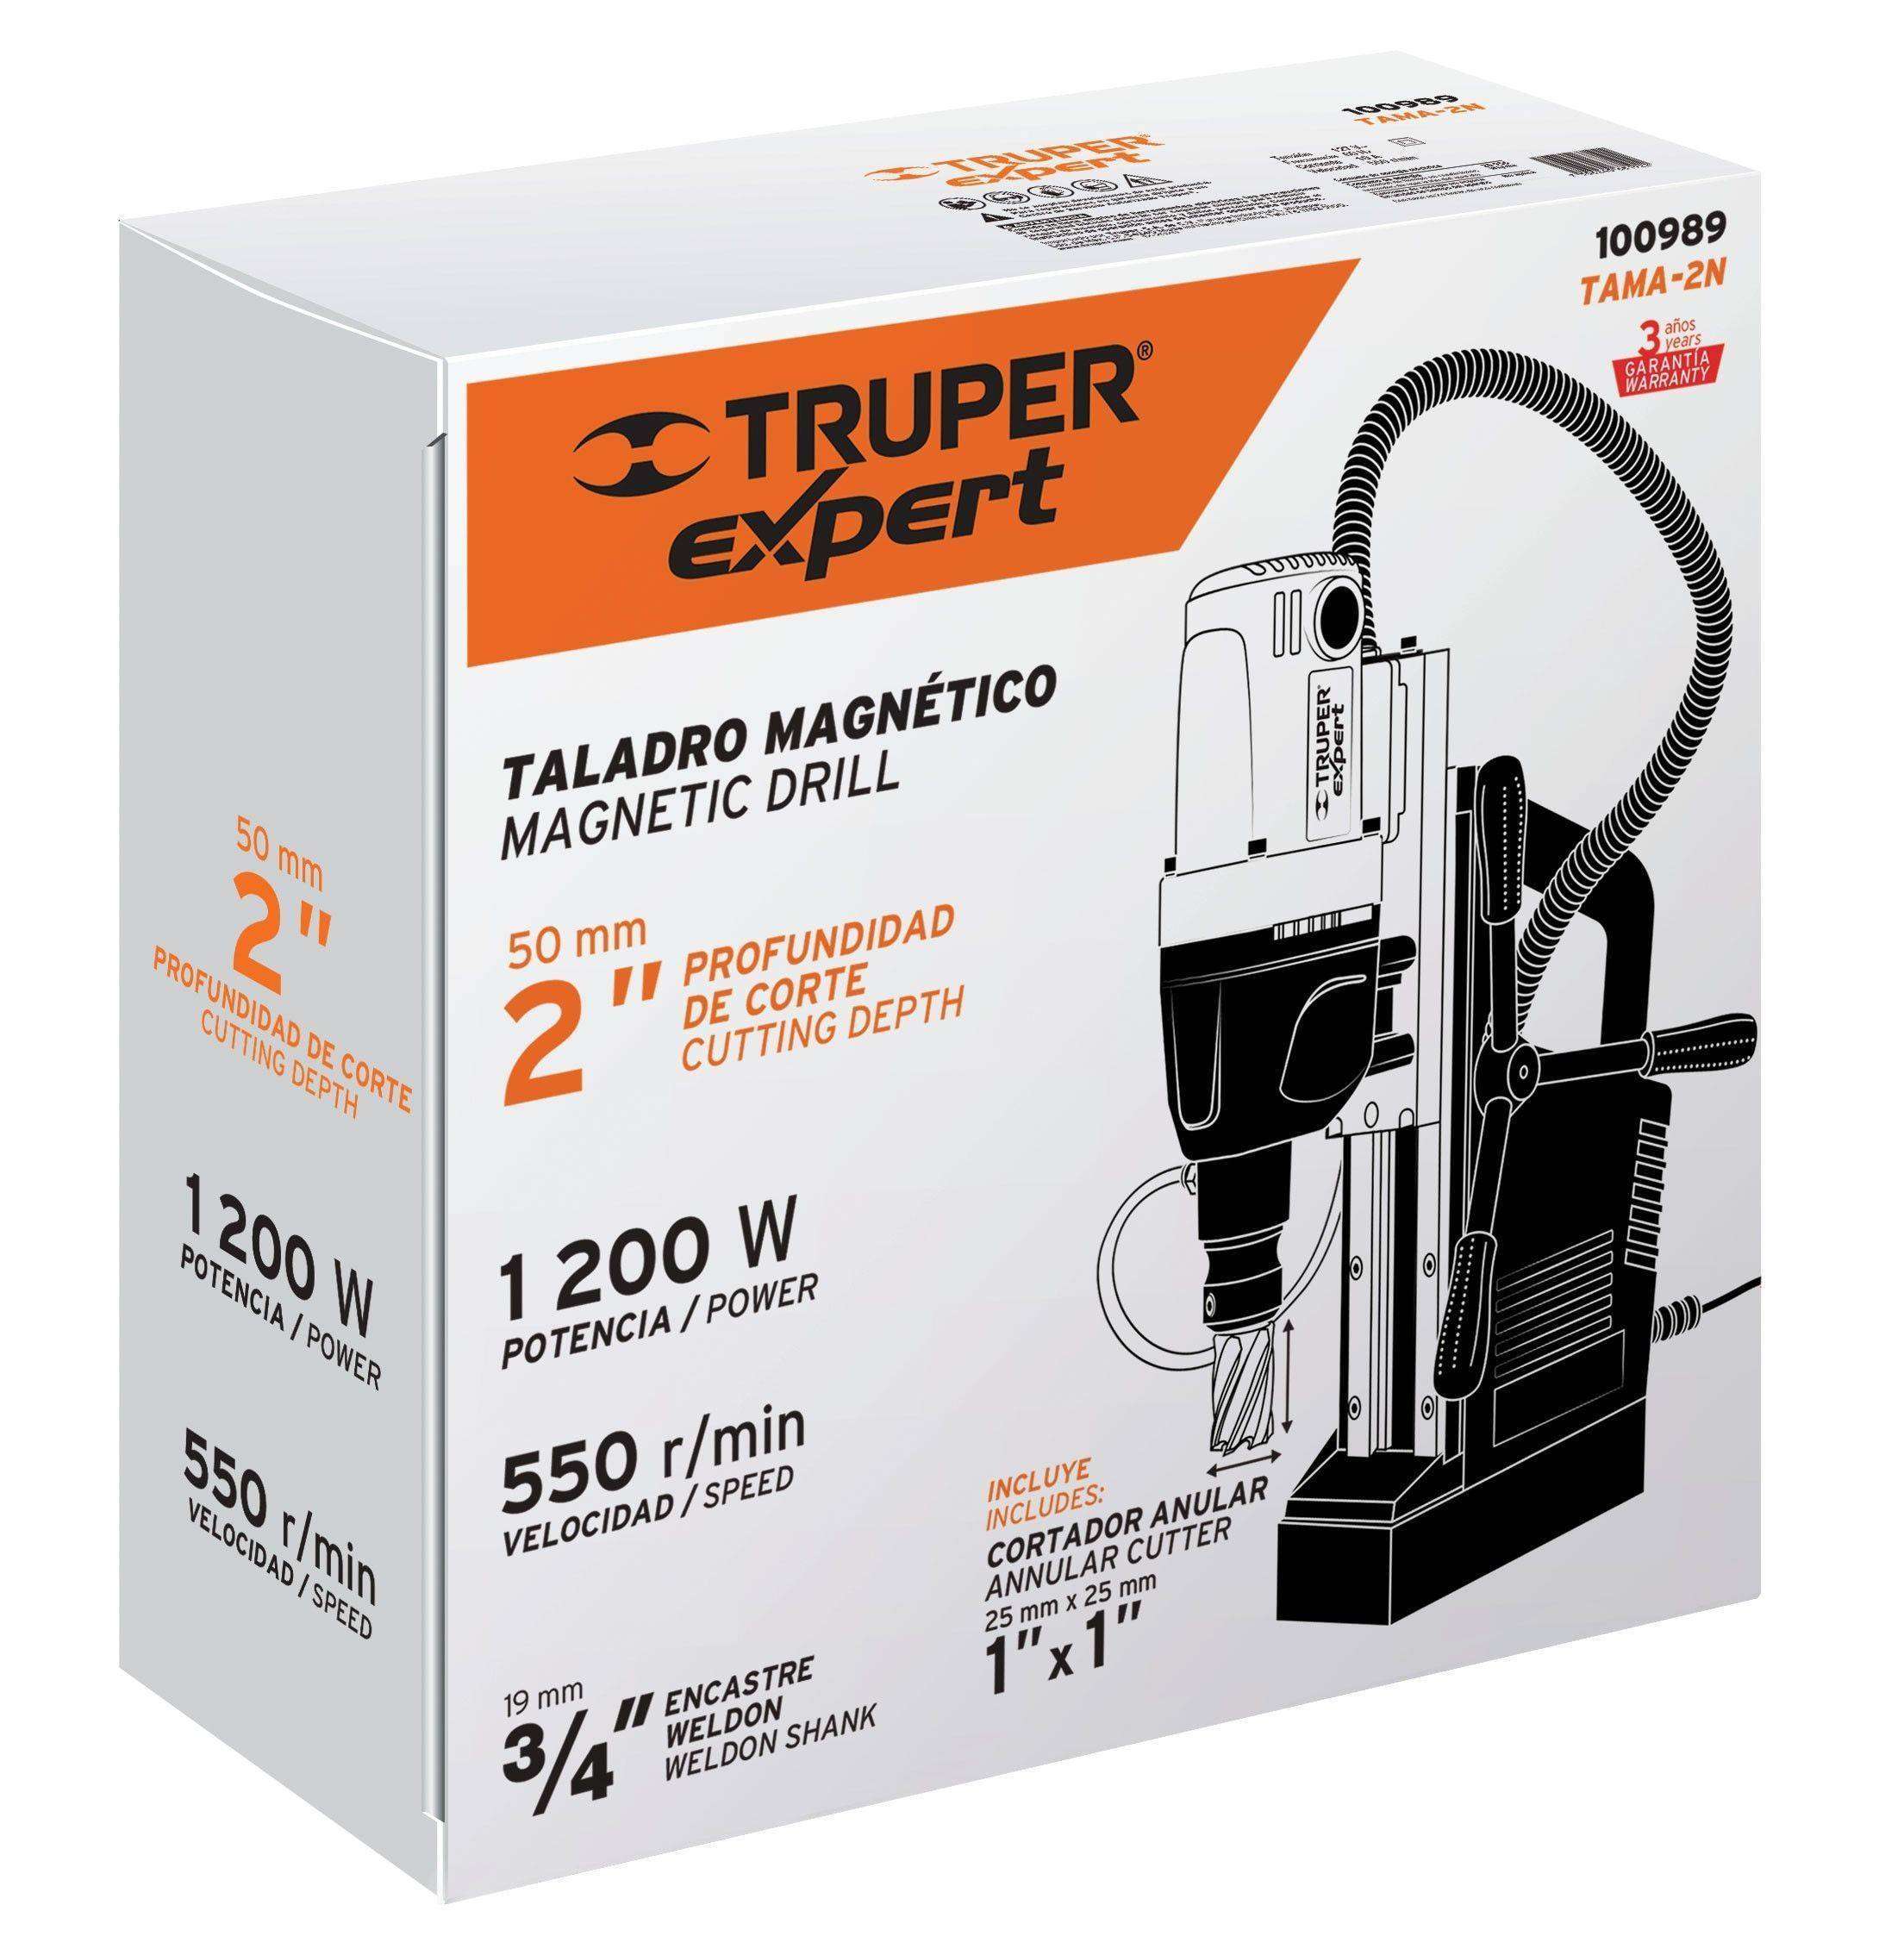 100989
TAMA-2N
TRUPER®
expert
100989
TAMA-2N
3 años
years
GARANTÍA
WARRANTY
TRUPER®
expert
TALADRO MAGNÉTICO
MAGNETIC DRILL
50 mm
2" PROFUNDIDAD
DE CORTE
CUTTING DEPTH
1 200 W
POTENCIA / POWER
550 r/min
VELOCIDAD / SPEED
19 mm
3/4" ENCASTRE
WELDON
WELDON SHANK
TRUPER®
expert
INCLUYE
INCLUDES:
CORTADOR ANULAR
ANNULAR CUTTER
25 mm x 25 mm
1" x 1"
50 mm
2"
PROFUNDIDAD DE CORTE
CUTTING DEPTH
1 200 W
POTENCIA / POWER
550 r/min
VELOCIDAD / SPEED